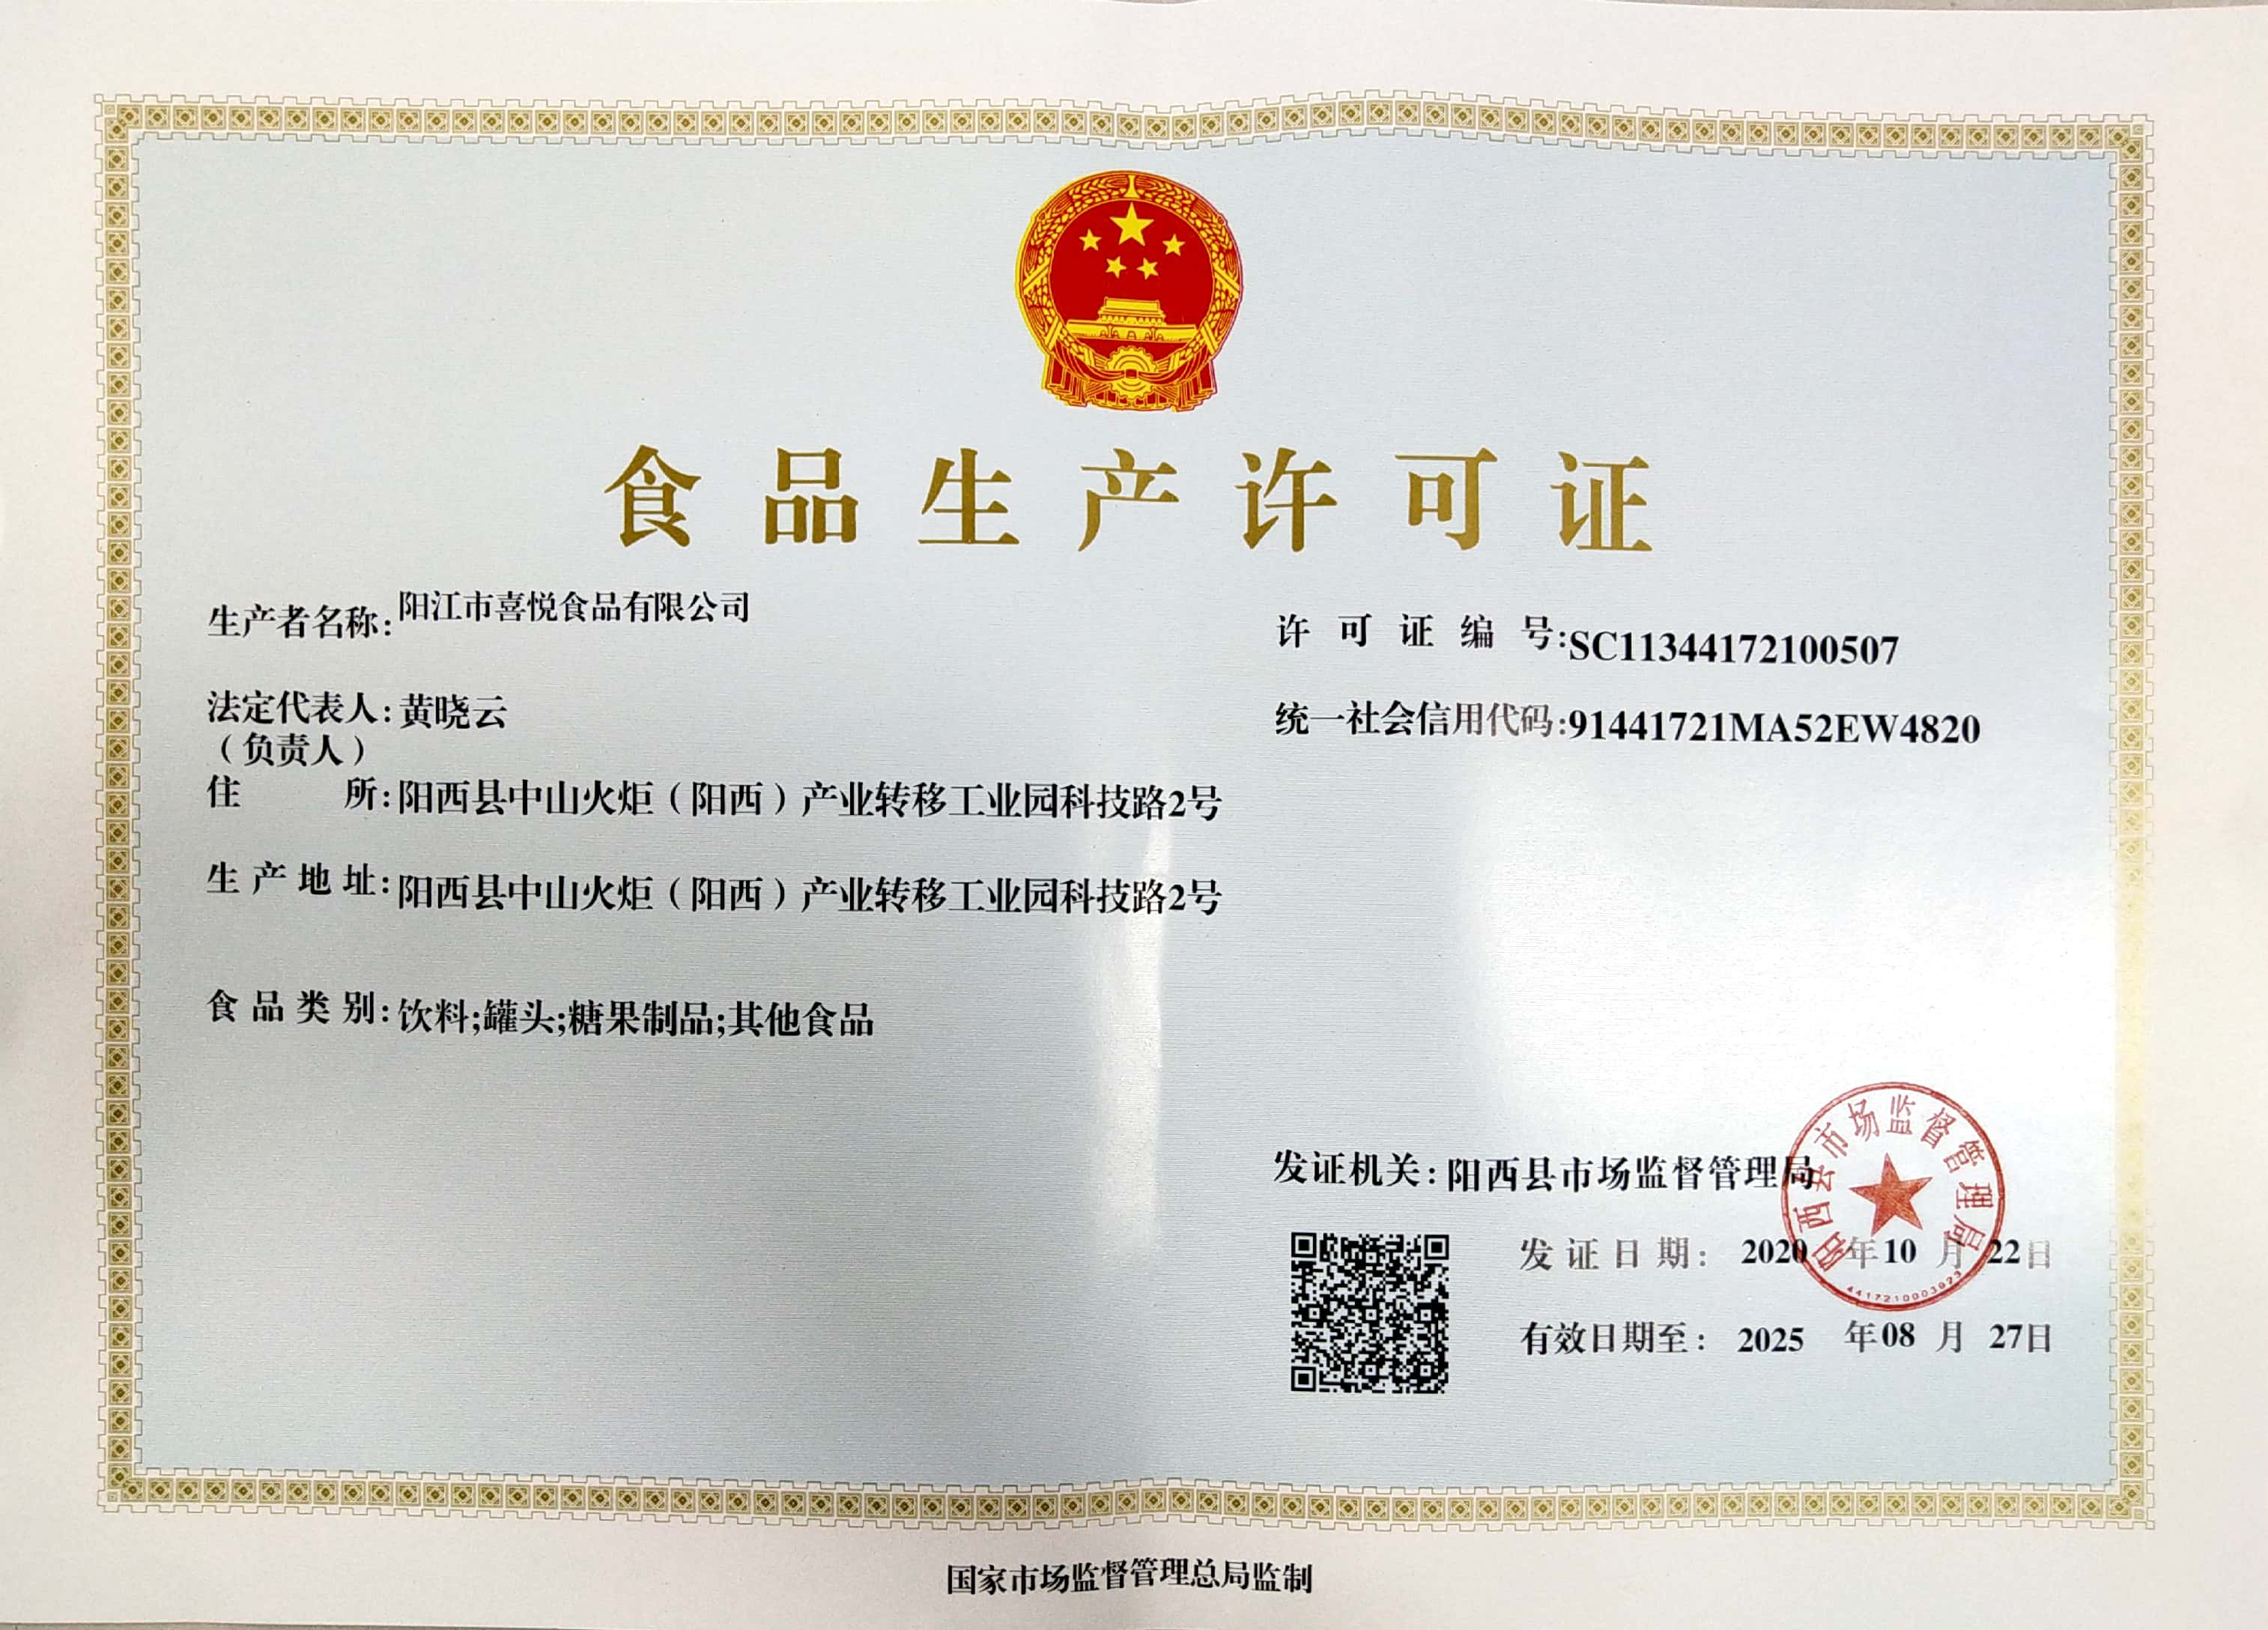 食品生产许可证
生产者名称:阳江市喜悦食品有限公司
许可证编号:SC11344172100507
法定代表人:黄晓云
(负责人)
统一社会信用代码:91441721MA52EW4820
住所:阳西县中山火炬(阳西)产业转移工业园科技路2号
生产地址:阳西县中山火炬(阳西)产业转移工业园科技路2号
食品类别:饮料;罐头;糖果制品;其他食品
发证机关:阳西县市场监督管理局
发证日期: 2020 年10 月 22日
有效日期至: 2025 年08 月 27日
阳西县市场监督管理局
4417210003923
国家市场监督管理总局监制